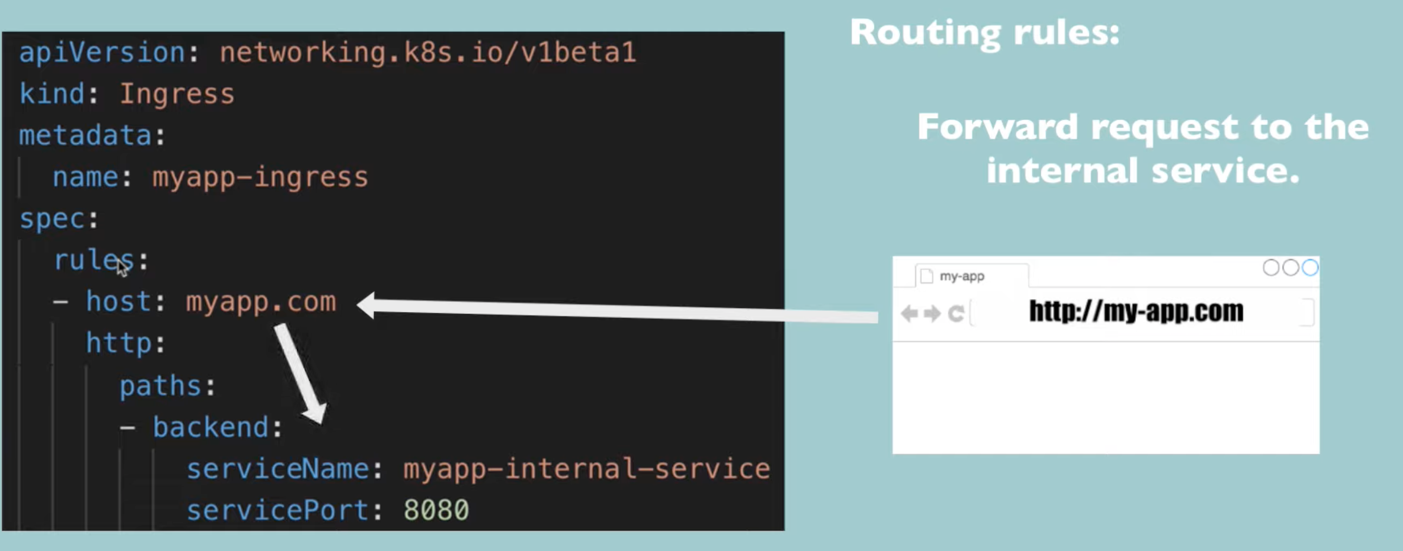 apiVersion: networking.k8s.io/v1beta1
kind: Ingress
metadata:
name: myapp-ingress
spec:
rules:
- host: myapp.com
http:
paths:
- backend:
serviceName: myapp-internal-service
servicePort: 8080
Routing rules:
Forward request to the
internal service.
my-app
http://my-app.com